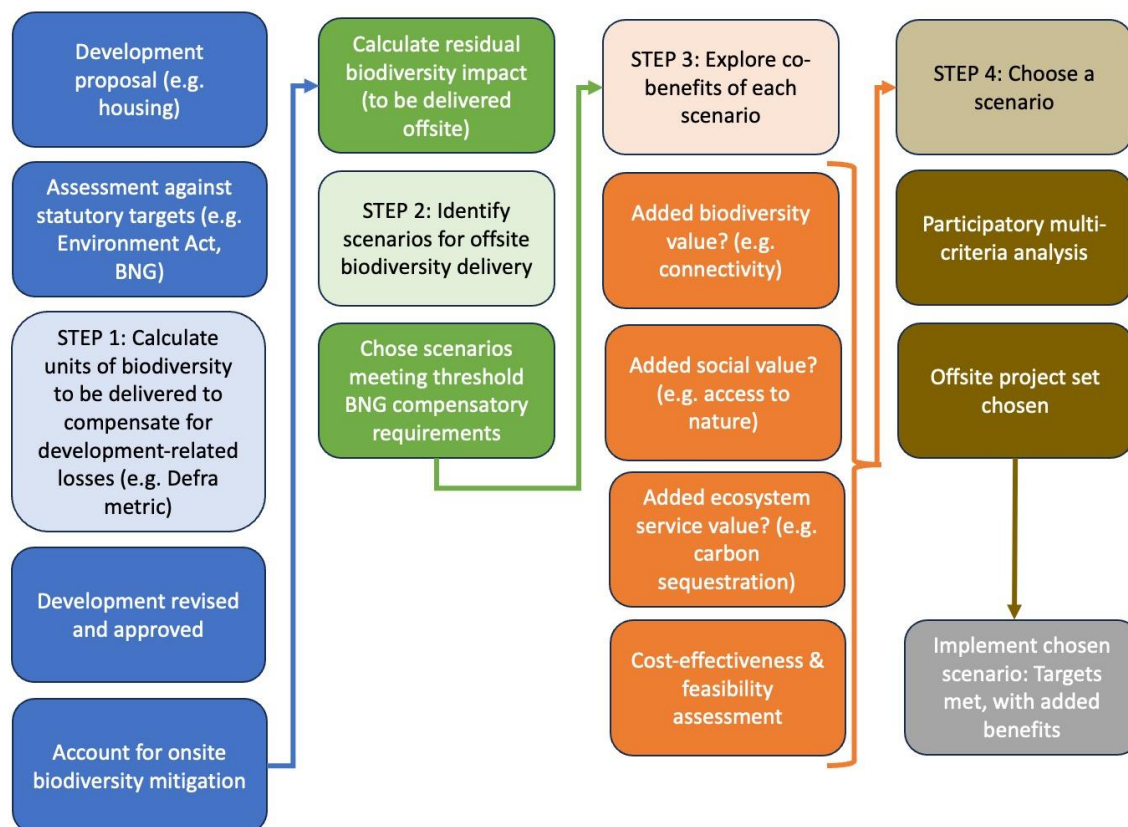 Development
proposal (e.g.
housing)
Assessment against
statutory targets (e.g.
Environment Act,
BNG)
STEP 1: Calculate
units of biodiversity
to be delivered to
compensate for
development-related
losses (e.g. Defra
metric)
Development revised
and approved
Account for onsite
biodiversity mitigation
Calculate residual
biodiversity impact
(to be delivered
offsite)
STEP 2: Identify
scenarios for offsite
biodiversity delivery
Chose scenarios
meeting threshold
BNG compensatory
requirements
STEP 3: Explore co-
benefits of each
scenario
Added biodiversity
value? (e.g.
connectivity)
Added social value?
(e.g. access to
nature)
Added ecosystem
service value? (e.g.
carbon
sequestration)
Cost-effectiveness &
feasibility
assessment
STEP 4: Choose a
scenario
Participatory multi-
criteria analysis
Offsite project set
chosen
Implement chosen
scenario: Targets
met, with added
benefits